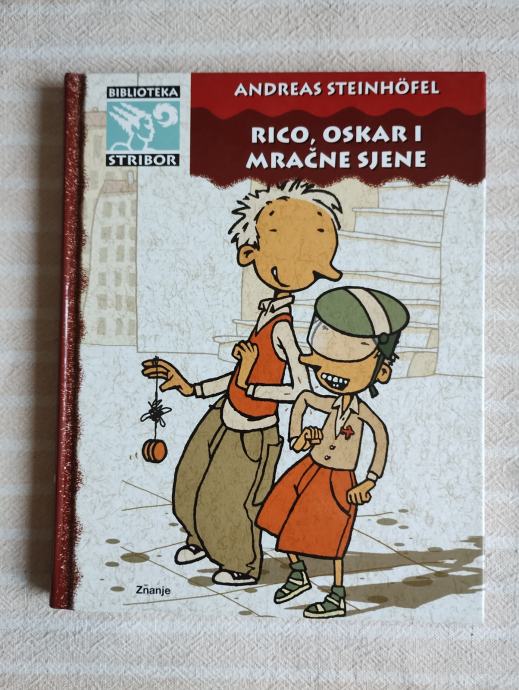 BIBLIOTEKA
STRIBOR
ANDREAS STEINHÖFEL
RICO, OSKAR I
MRAČNE SJENE
Znanje